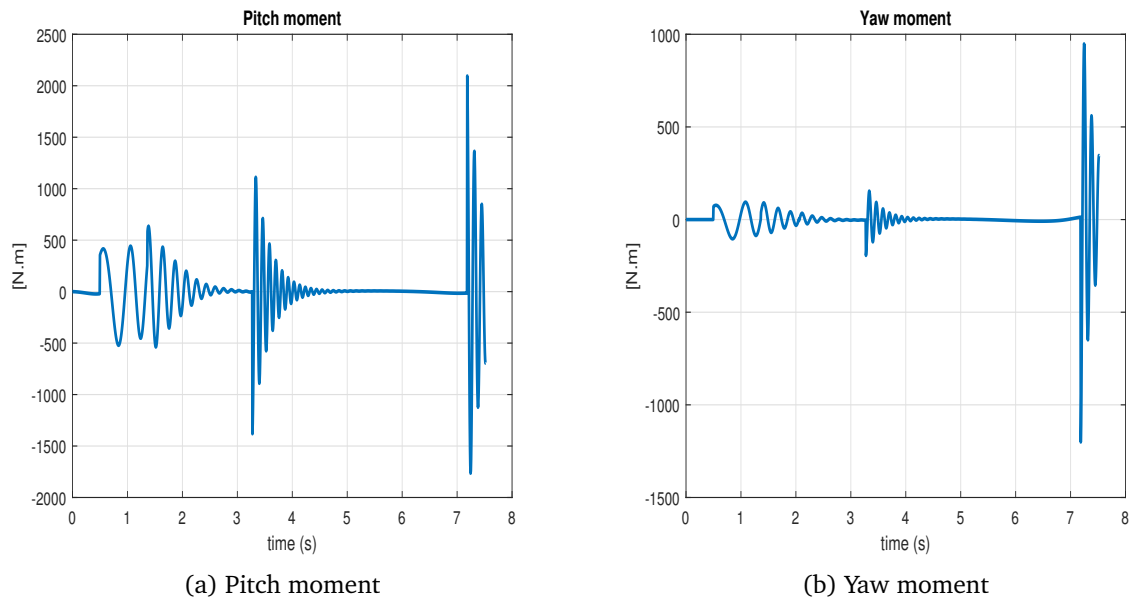 Pitch moment
2500
2000
1500
1000
500
0
-500
-1000
-1500
-2000
[N.m]
0 1 2 3 4 5 6 7 8
time (s)
(a) Pitch moment
Yaw moment
1000
500
0
-500
-1000
-1500
[N.m]
0 1 2 3 4 5 6 7 8
time (s)
(b) Yaw moment